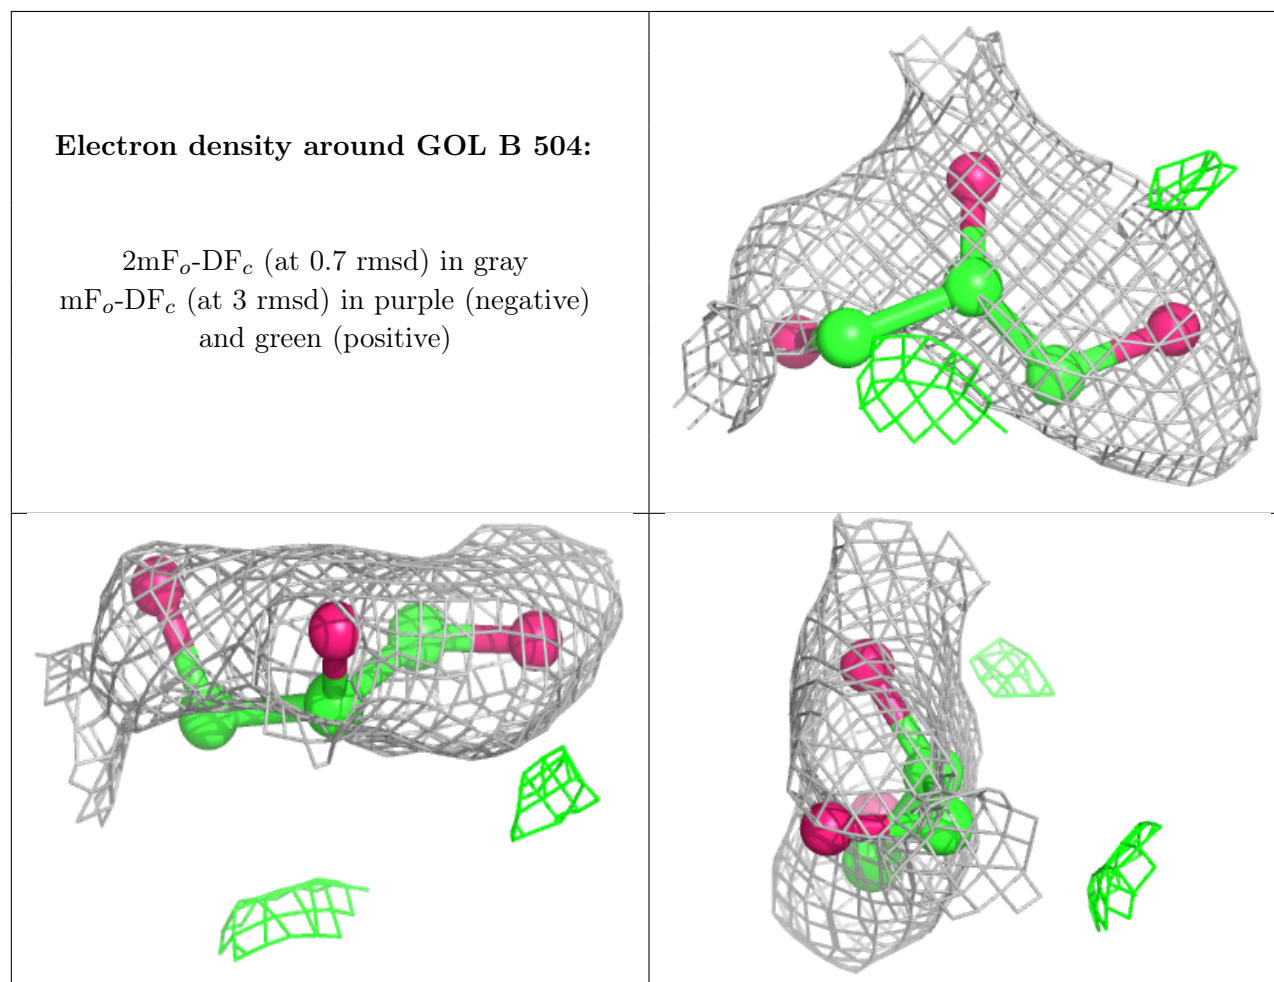 Electron density around GOL B 504:
2mFo-DFc (at 0.7 rmsd) in gray
mFo-DFc (at 3 rmsd) in purple (negative)
and green (positive)